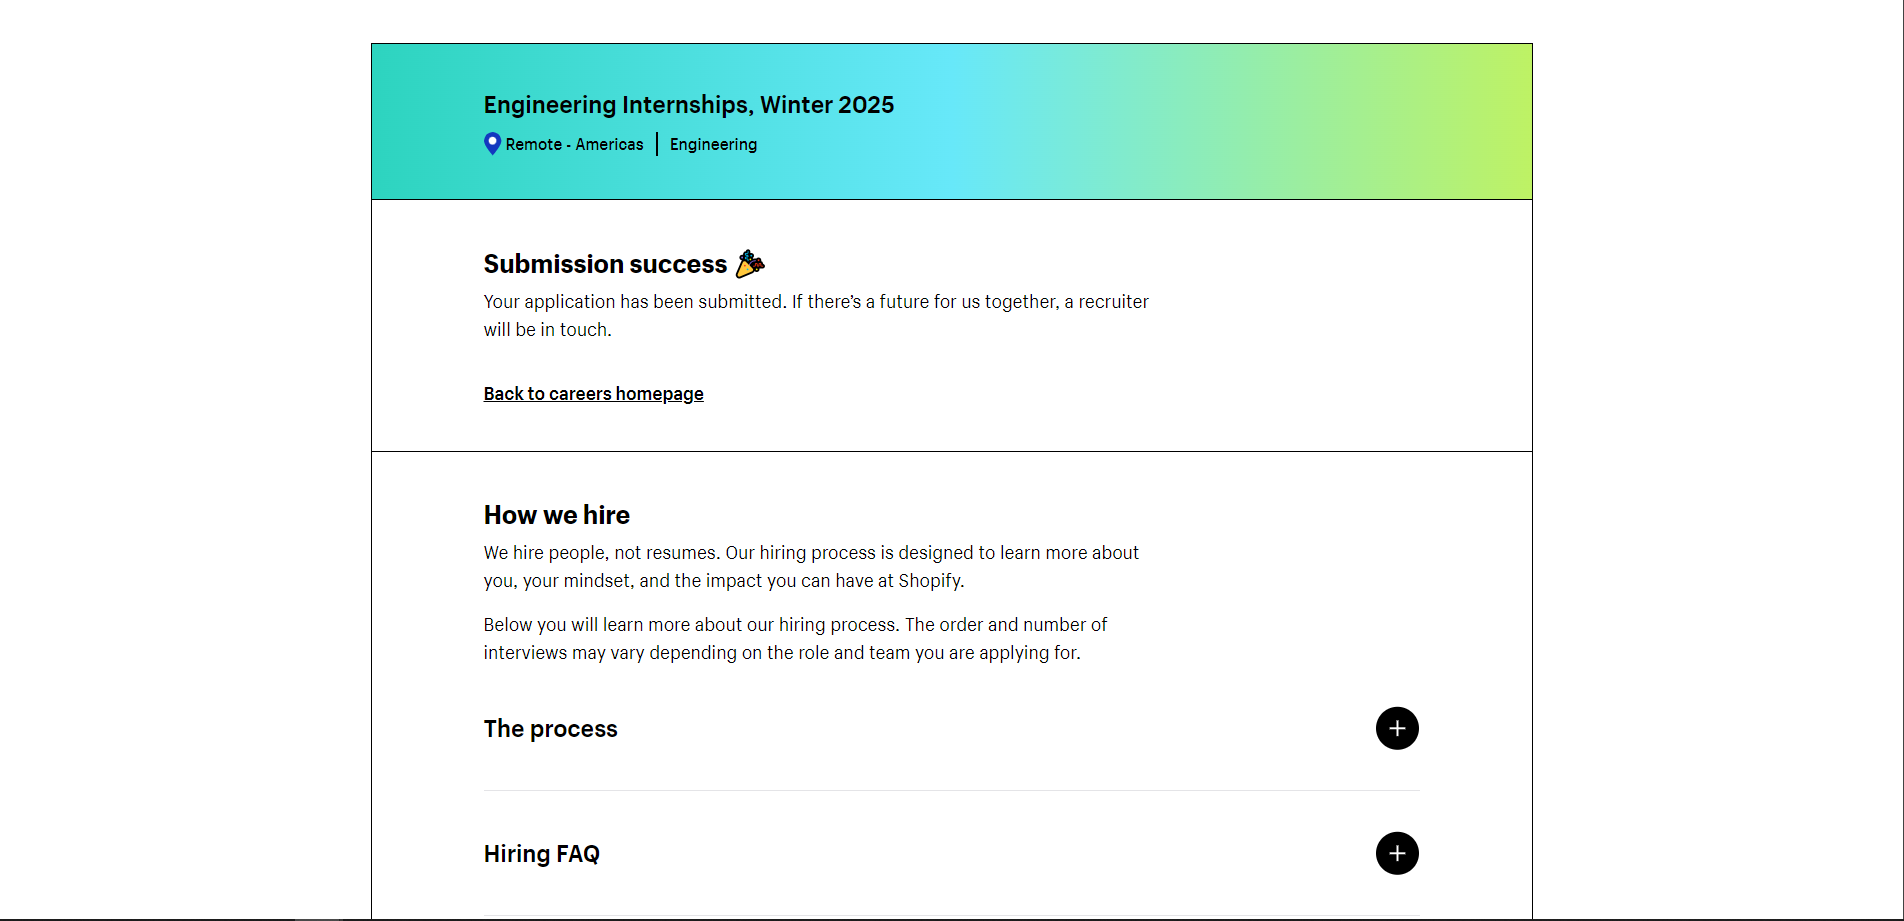 Engineering Internships, Winter 2025
Remote - Americas | Engineering
Submission success
Your application has been submitted. If there’s a future for us together, a recruiter
will be in touch.
Back to careers homepage
How we hire
We hire people, not resumes. Our hiring process is designed to learn more about
you, your mindset, and the impact you can have at Shopify.
Below you will learn more about our hiring process. The order and number of
interviews may vary depending on the role and team you are applying for.
The process
Hiring FAQ